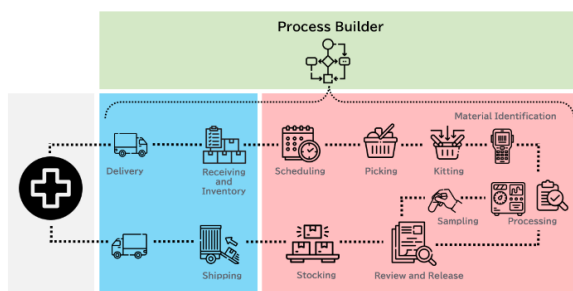 Process Builder
Material Identification
Delivery
Receiving
and
Inventory
Scheduling
Picking
Kitting
Sampling
Processing
Shipping
Stocking
Review and Release